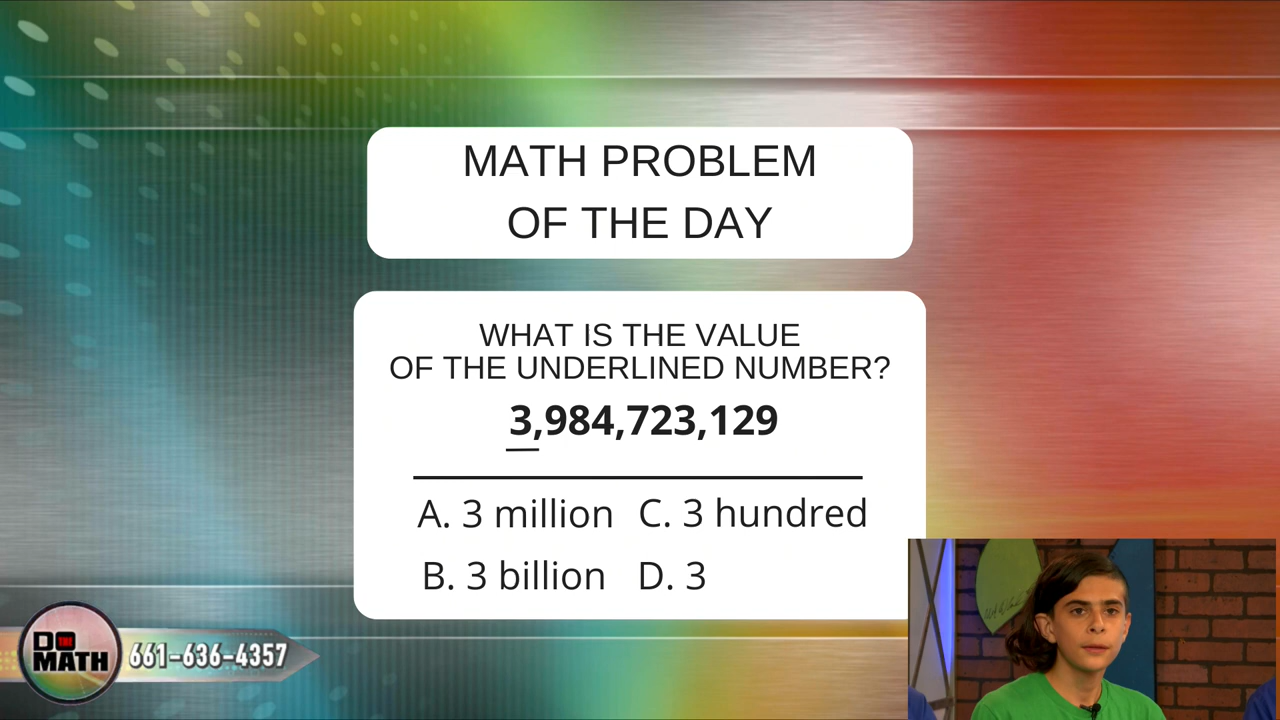 MATH PROBLEM
OF THE DAY
WHAT IS THE VALUE
OF THE UNDERLINED NUMBER?
3,984,723,129
A. 3 million C. 3 hundred
B. 3 billion D. 3
DO THE MATH
661-636-4357